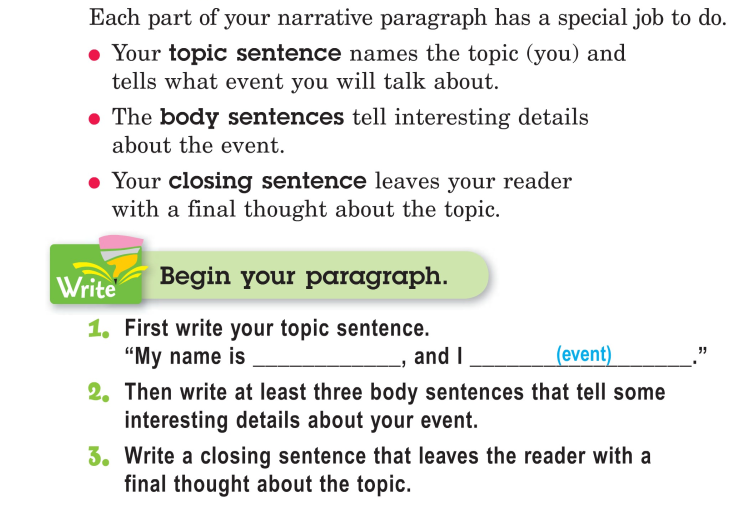 Each part of your narrative paragraph has a special job to do.
● Your topic sentence names the topic (you) and
tells what event you will talk about.
● The body sentences tell interesting details
about the event.
● Your closing sentence leaves your reader
with a final thought about the topic.
Write Begin your paragraph.
1. First write your topic sentence.
“My name is ____________, and I _______(event)_______.”
2. Then write at least three body sentences that tell some
interesting details about your event.
3. Write a closing sentence that leaves the reader with a
final thought about the topic.